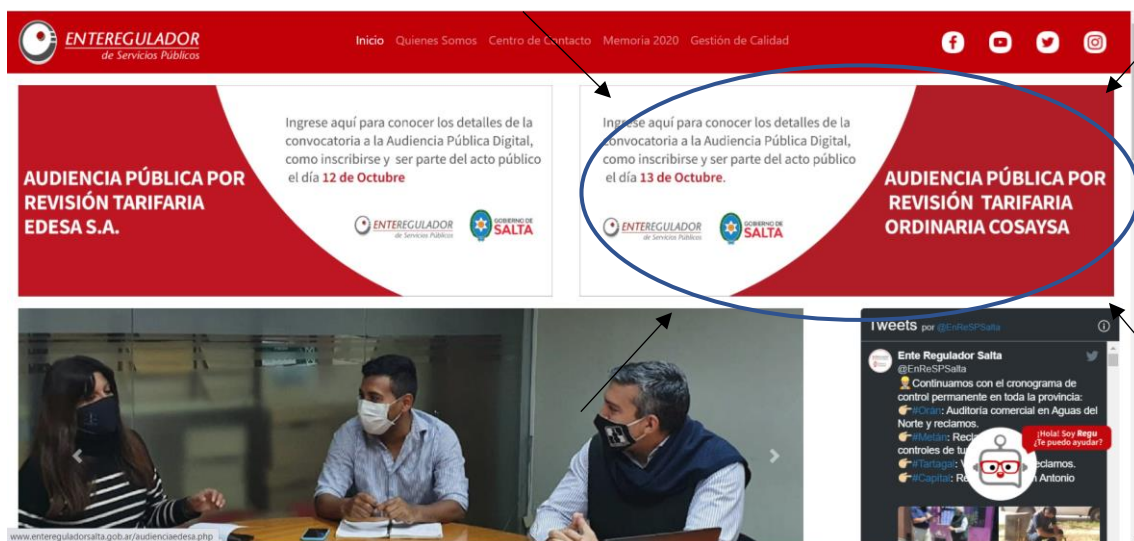 ENTEREGULADOR
de Servicios Públicos
Inicio Quienes Somos Centro de Contacto Memoria 2020 Gestión de Calidad
AUDIENCIA PÚBLICA POR
REVISIÓN TARIFARIA
EDESA S.A.
Ingrese aquí para conocer los detalles de la
convocatoria a la Audiencia Pública Digital,
como inscribirse y ser parte del acto público
el día 12 de Octubre
ENTEREGULADOR
de Servicios Públicos
GOBIERNO DE
SALTA
Ingrese aquí para conocer los detalles de la
convocatoria a la Audiencia Pública Digital,
como inscribirse y ser parte del acto público
el día 13 de Octubre.
ENTEREGULADOR
de Servicios Públicos
GOBIERNO DE
SALTA
AUDIENCIA PÚBLICA POR
REVISIÓN TARIFARIA
ORDINARIA COSAYSA
Tweets por @EnReSPSalta
Ente Regulador Salta
@EnReSPSalta
Continuamos con el cronograma de
control permanente en toda la provincia:
#Orán: Auditoría comercial en Aguas del
Norte y reclamos.
#Metán:
controles de
#Tartagal: reclamos.
#Capital: Antonio
¡Hola! Soy Regu
¿Te puedo ayudar?
www.entereguladorsalta.gob.ar/audienciaedesa.php